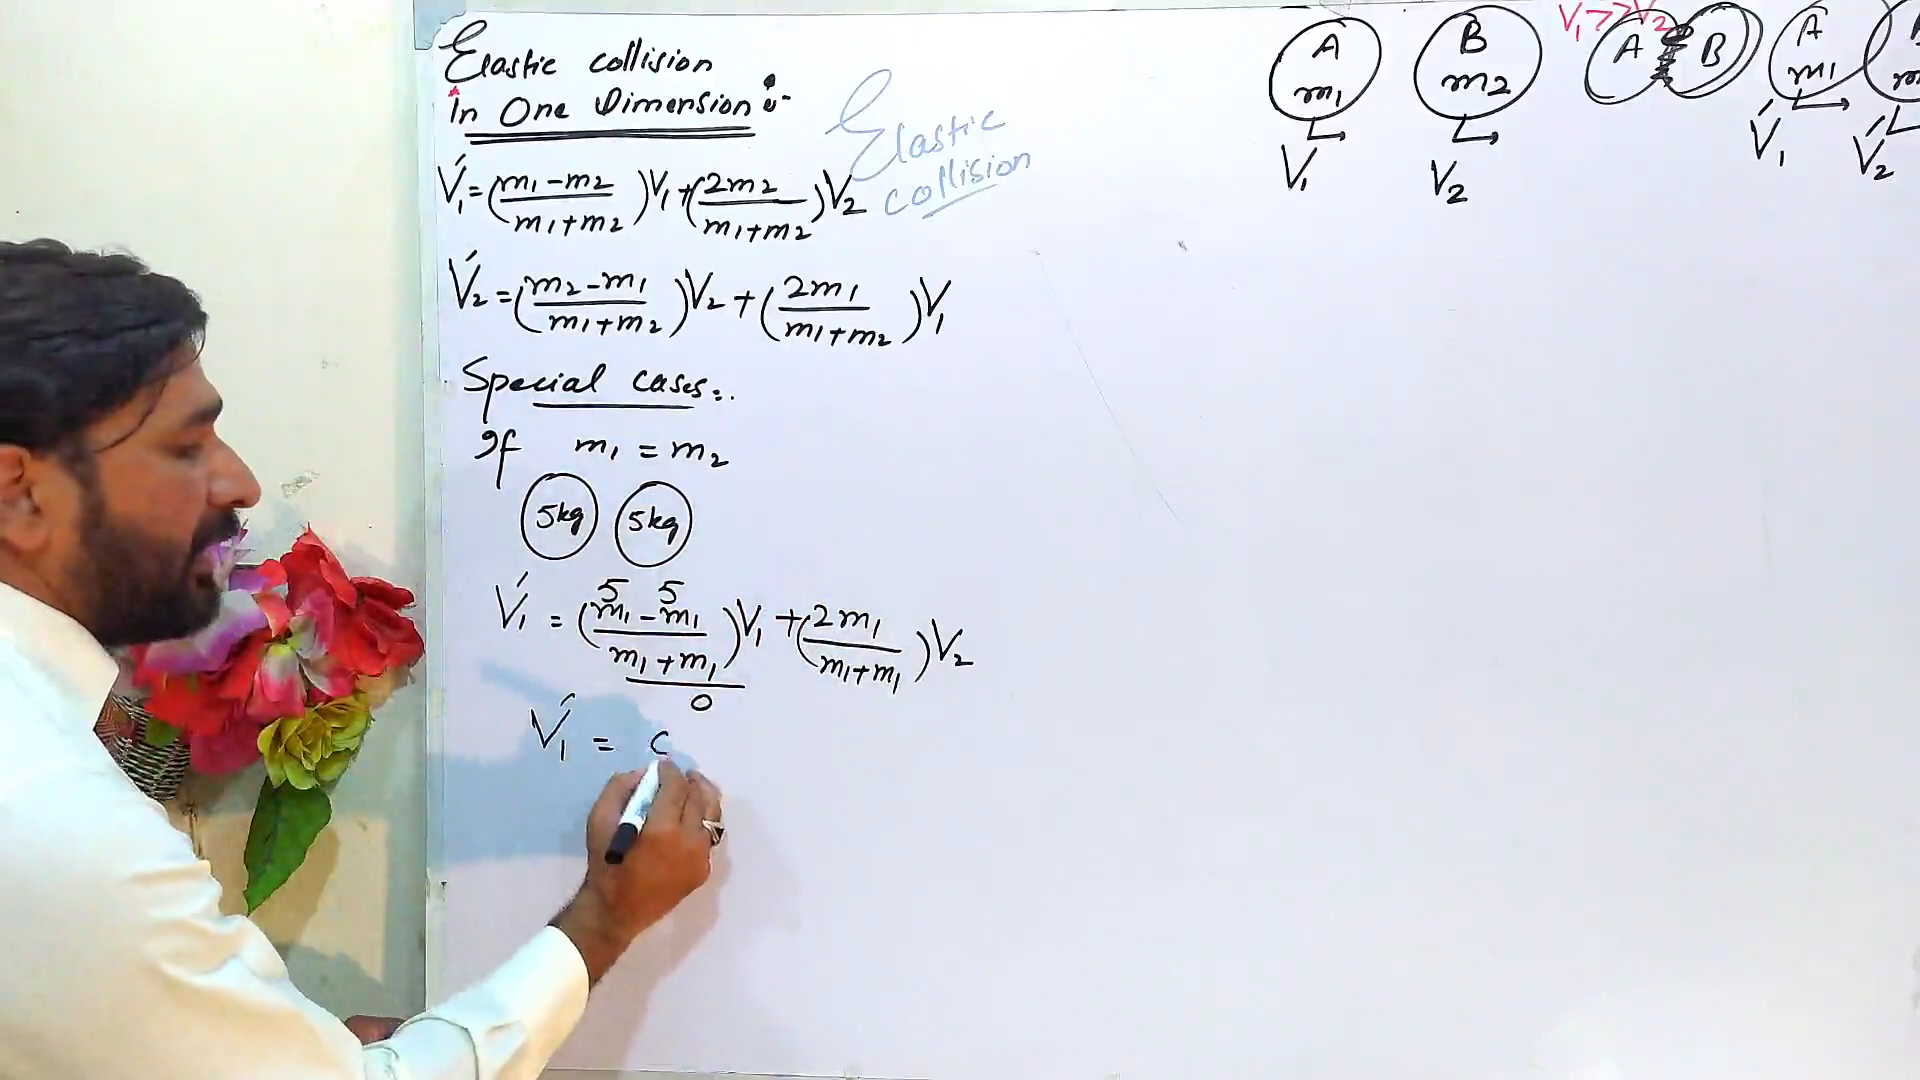 Elastic collision
In One Dimension:-
V₁′ = (m₁ - m₂ / m₁ + m₂) V₁ + (2m₂ / m₁ + m₂) V₂
Elastic
collision
V₂′ = (m₂ - m₁ / m₁ + m₂) V₂ + (2m₁ / m₁ + m₂) V₁
Special cases:.
If m₁ = m₂
5kg 5kg
5 5
V₁′ = (m₁ - m₁ / m₁ + m₁) V₁ + (2m₁ / m₁ + m₁) V₂
0
V₁′ =
V₁ >> V₂
A B A B A
m₁ m₂ m₁
V₁ V₂ V₁′ V₂′